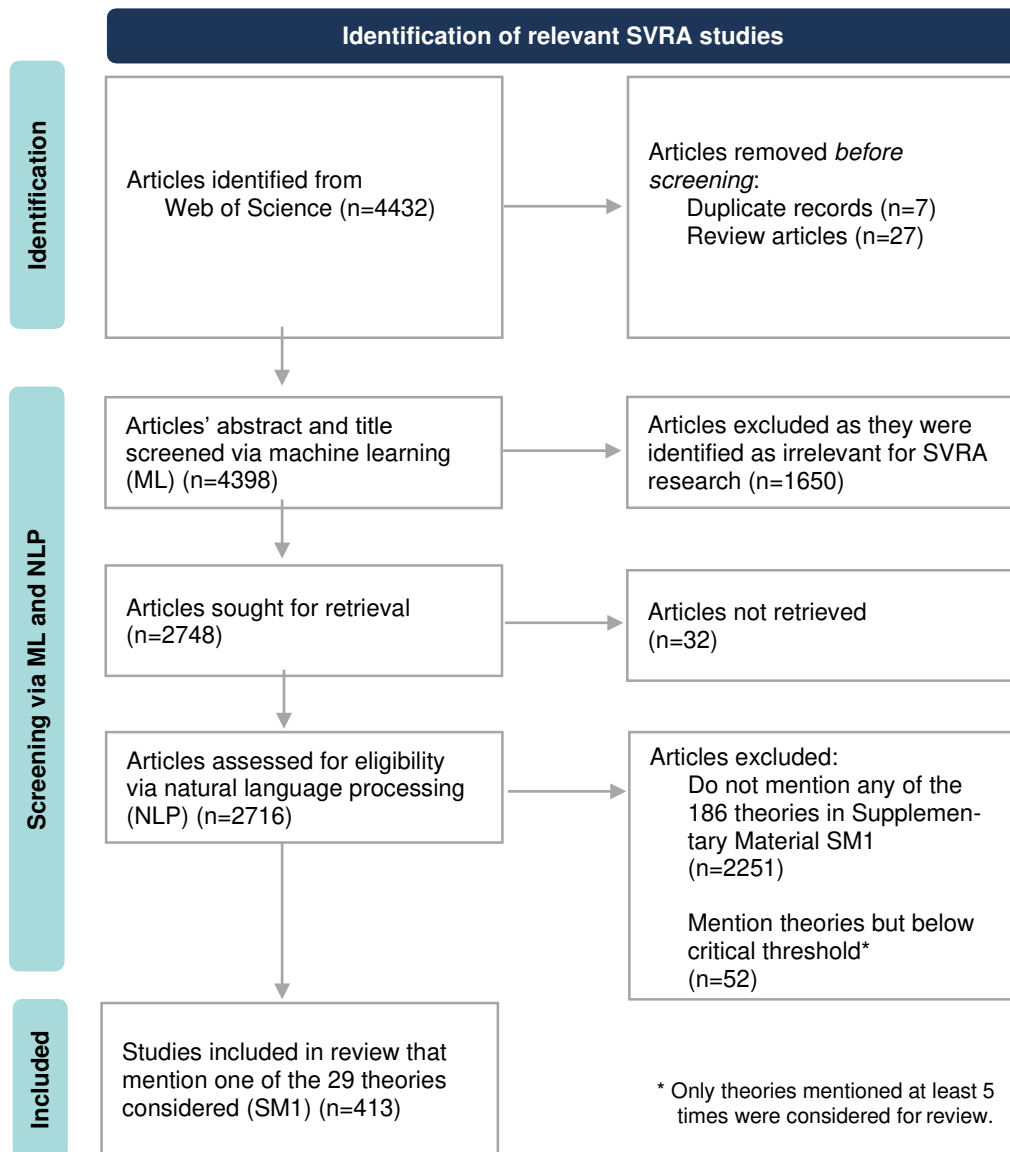 Identification of relevant SVRA studies
Identification
Articles identified from
Web of Science (n=4432)
Articles removed before
screening:
Duplicate records (n=7)
Review articles (n=27)
Screening via ML and NLP
Articles’ abstract and title
screened via machine learning
(ML) (n=4398)
Articles excluded as they were
identified as irrelevant for SVRA
research (n=1650)
Articles sought for retrieval
(n=2748)
Articles not retrieved
(n=32)
Articles assessed for eligibility
via natural language processing
(NLP) (n=2716)
Articles excluded:
Do not mention any of the
186 theories in Supplemen-
tary Material SM1
(n=2251)
Mention theories but below
critical threshold*
(n=52)
Included
Studies included in review that
mention one of the 29 theories
considered (SM1) (n=413)
* Only theories mentioned at least 5
times were considered for review.